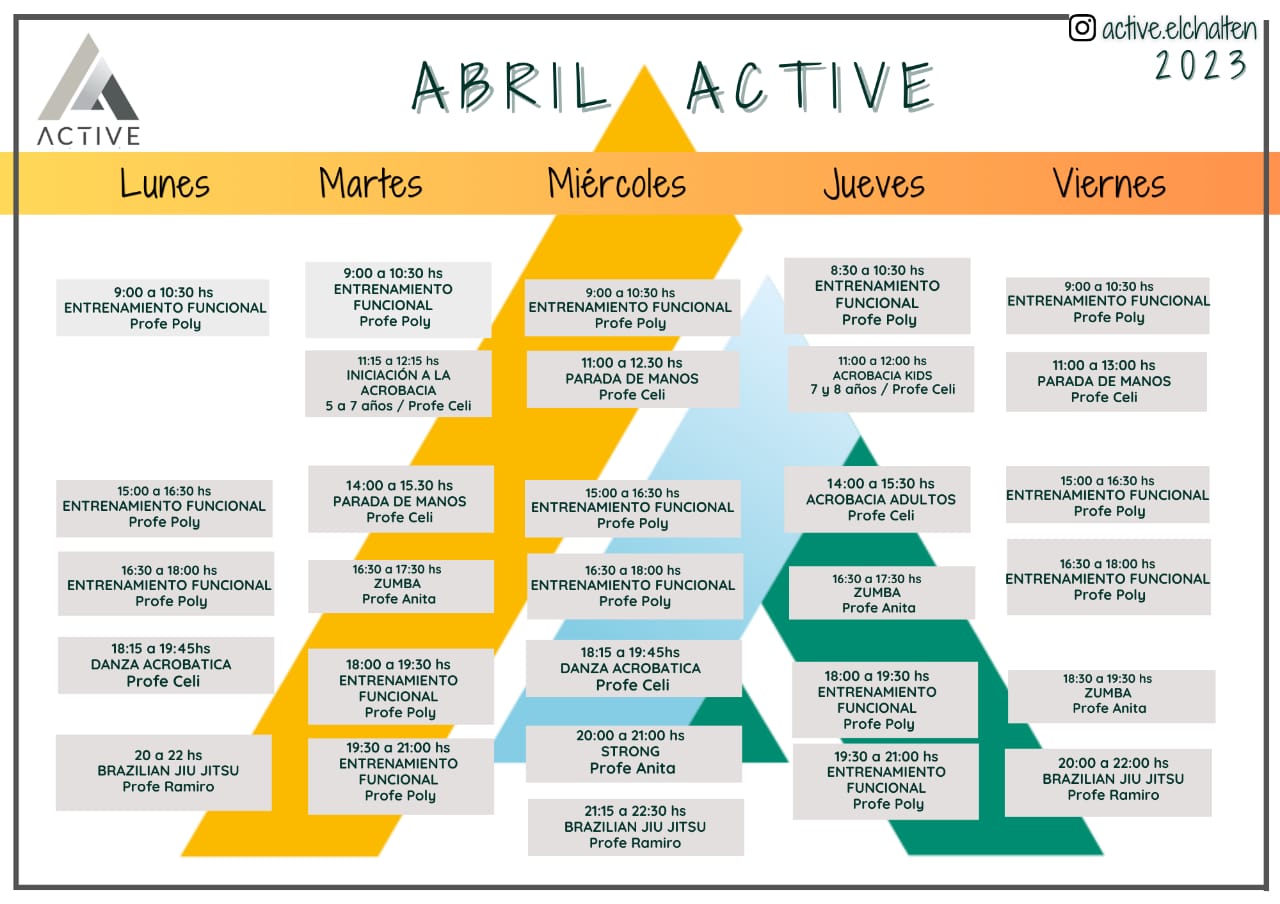 active.elchalten
2023
ABRIL ACTIVE
ACTIVE
Lunes
Martes
Miércoles
Jueves
Viernes
9:00 a 10:30 hs
ENTRENAMIENTO FUNCIONAL
Profe Poly
15:00 a 16:30 hs
ENTRENAMIENTO FUNCIONAL
Profe Poly
16:30 a 18:00 hs
ENTRENAMIENTO FUNCIONAL
Profe Poly
18:15 a 19:45hs
DANZA ACROBATICA
Profe Celi
20 a 22 hs
BRAZILIAN JIU JITSU
Profe Ramiro
9:00 a 10:30 hs
ENTRENAMIENTO
FUNCIONAL
Profe Poly
11:15 a 12:15 hs
INICIACIÓN A LA
ACROBACIA
5 a 7 años / Profe Celi
14:00 a 15.30 hs
PARADA DE MANOS
Profe Celi
16:30 a 17:30 hs
ZUMBA
Profe Anita
18:00 a 19:30 hs
ENTRENAMIENTO
FUNCIONAL
Profe Poly
19:30 a 21:00 hs
ENTRENAMIENTO
FUNCIONAL
Profe Poly
9:00 a 10:30 hs
ENTRENAMIENTO FUNCIONAL
Profe Poly
11:00 a 12.30 hs
PARADA DE MANOS
Profe Celi
15:00 a 16:30 hs
ENTRENAMIENTO FUNCIONAL
Profe Poly
16:30 a 18:00 hs
ENTRENAMIENTO FUNCIONAL
Profe Poly
18:15 a 19:45hs
DANZA ACROBATICA
Profe Celi
20:00 a 21:00 hs
STRONG
Profe Anita
21:15 a 22:30 hs
BRAZILIAN JIU JITSU
Profe Ramiro
8:30 a 10:30 hs
ENTRENAMIENTO
FUNCIONAL
Profe Poly
11:00 a 12:00 hs
ACROBACIA KIDS
7 y 8 años / Profe Celi
14:00 a 15:30 hs
ACROBACIA ADULTOS
Profe Celi
16:30 a 17:30 hs
ZUMBA
Profe Anita
18:00 a 19:30 hs
ENTRENAMIENTO
FUNCIONAL
Profe Poly
19:30 a 21:00 hs
ENTRENAMIENTO
FUNCIONAL
Profe Poly
9:00 a 10:30 hs
ENTRENAMIENTO FUNCIONAL
Profe Poly
11:00 a 13:00 hs
PARADA DE MANOS
Profe Celi
15:00 a 16:30 hs
ENTRENAMIENTO FUNCIONAL
Profe Poly
16:30 a 18:00 hs
ENTRENAMIENTO FUNCIONAL
Profe Poly
18:30 a 19:30 hs
ZUMBA
Profe Anita
20:00 a 22:00 hs
BRAZILIAN JIU JITSU
Profe Ramiro